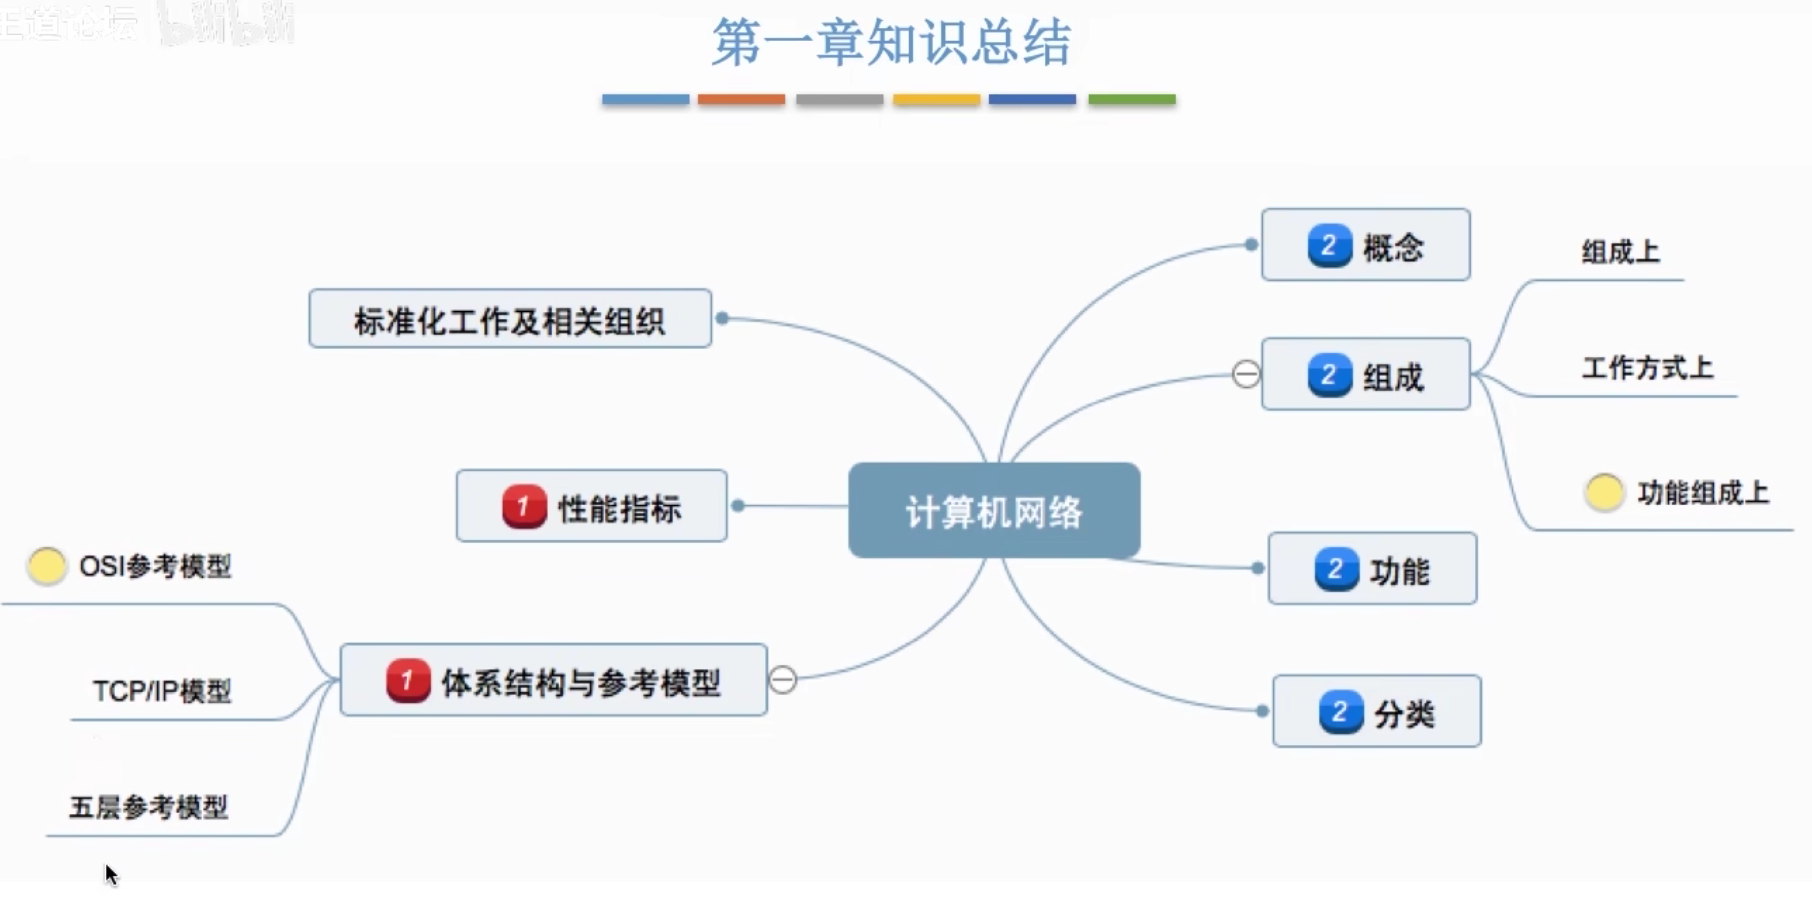 王道论坛 bilibili
第一章知识总结
2 概念
组成上
标准化工作及相关组织
2 组成
工作方式上
1 性能指标
计算机网络
功能组成上
OSI参考模型
2 功能
TCP/IP模型
1 体系结构与参考模型
2 分类
五层参考模型